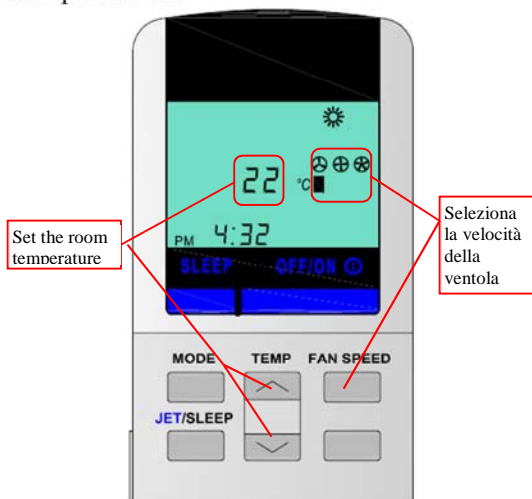 22 °C
PM 4:32
SLEEP OFF/ON
Set the room
temperature
Seleziona
la velocità
della
ventola
MODE TEMP FAN SPEED
JET/SLEEP